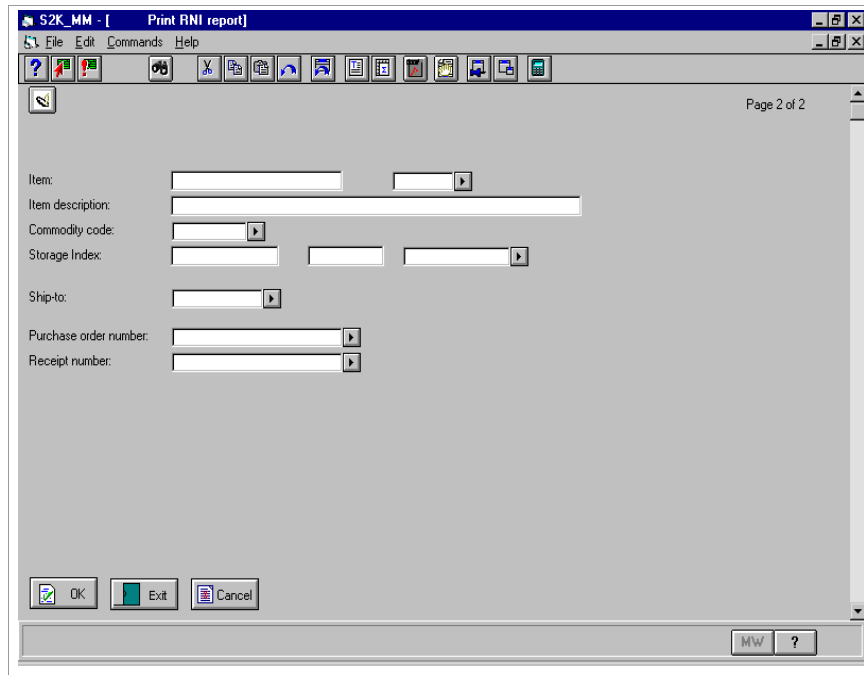 S2K_MM - [ Print RNI report]
File Edit Commands Help
?
Page 2 of 2
Item:
Item description:
Commodity code:
Storage Index:
Ship-to:
Purchase order number:
Receipt number:
OK Exit Cancel
MW ?